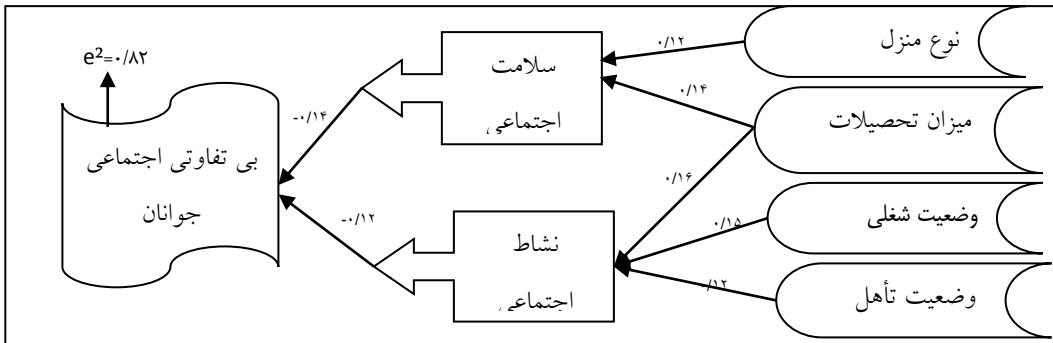 نوع منزل
میزان تحصیلات
وضعیت شغلی
وضعیت تأهل
۰/۱۲
۰/۱۴
۰/۱۶
۰/۱۵
۰/۱۲
سلامت
اجتماعی
نشاط
اجتماعی
-۰/۱۴
-۰/۱۲
e²=۰/۸۲
بی تفاوتی اجتماعی
جوانان